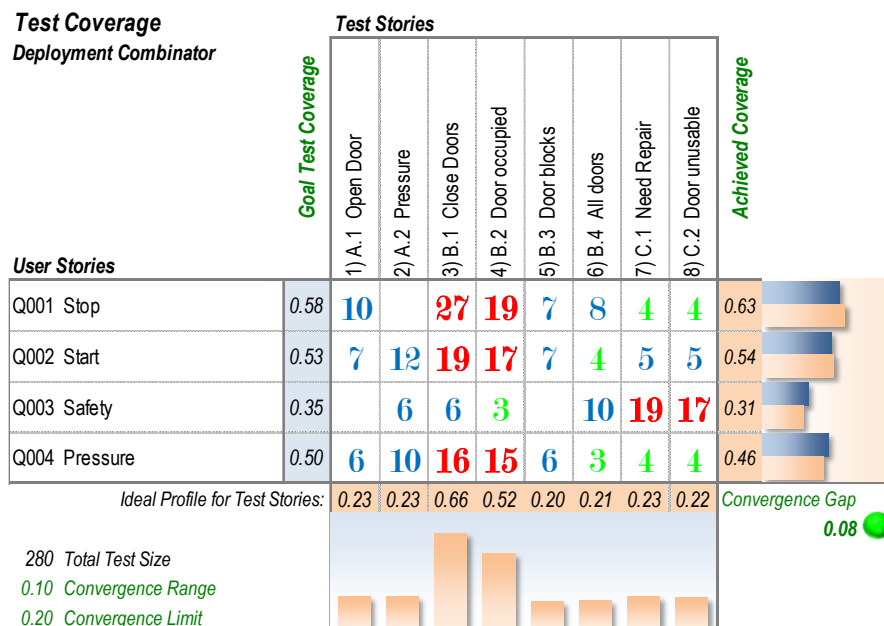 Test Coverage
Deployment Combinator
Test Stories
Goal Test Coverage
1) A.1 Open Door
2) A.2 Pressure
3) B.1 Close Doors
4) B.2 Door occupied
5) B.3 Door blocks
6) B.4 All doors
7) C.1 Need Repair
8) C.2 Door unusable
Achieved Coverage
User Stories
Q001 Stop 0.58 10 27 19 7 8 4 4 0.63
Q002 Start 0.53 7 12 19 17 7 4 5 5 0.54
Q003 Safety 0.35 6 6 3 10 19 17 0.31
Q004 Pressure 0.50 6 10 16 15 6 3 4 4 0.46
Ideal Profile for Test Stories: 0.23 0.23 0.66 0.52 0.20 0.21 0.23 0.22 Convergence Gap
0.08
280 Total Test Size
0.10 Convergence Range
0.20 Convergence Limit